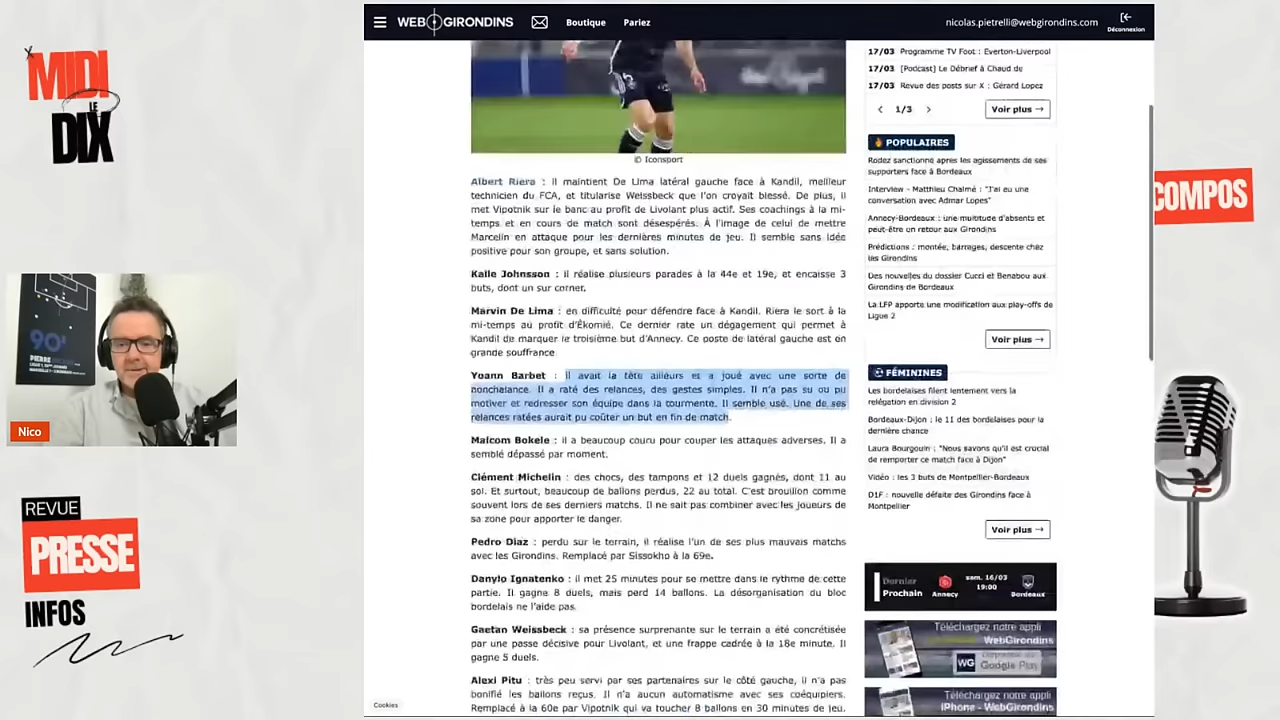 MIDI
LE
DIX
WEB GIRONDINS
Boutique
Pariez
nicolas.pietrelli@webgirondins.com
Déconnexion
© Iconsport
Albert Riera : il maintient De Lima latéral gauche face à Kandil, meilleur
technicien du FCA, et titularise Weissbeck que l'on croyait blessé. De plus, il
met Vipotnik sur le banc au profit de Livolant plus actif. Ses coachings à la mi-
temps et en cours de match sont désespérés. À l'image de celui de mettre
Marcelin en attaque pour les dernières minutes de jeu. Il semble sans idée
positive pour son groupe, et sans solution.
Kalle Johnsson : il réalise plusieurs parades à la 44e et 19e, et encaisse 3
buts, dont un sur corner.
Marvin De Lima : en difficulté pour défendre face à Kandil. Riera le sort à la
mi-temps au profit d'Ékomié. Ce dernier rate un dégagement qui permet à
Kandil de marquer le troisième but d'Annecy. Ce poste de latéral gauche est en
grande souffrance.
Yoann Barbet : il avait la tête ailleurs et a joué avec une sorte de
nonchalance. Il a raté des relances, des gestes simples. Il n'a pas su ou pu
motiver et redresser son équipe dans la tourmente. Il semble usé. Une de ses
relances ratées aurait pu coûter un but en fin de match.
Malcom Bokele : il a beaucoup couru pour couper les attaques adverses. Il a
semblé dépassé par moment.
Clément Michelin : des chocs, des tampons et 12 duels gagnés, dont 11 au
sol. Et surtout, beaucoup de ballons perdus, 22 au total. C'est brouillon comme
souvent lors de ses derniers matchs. Il ne sait pas combiner avec les joueurs de
sa zone pour apporter le danger.
Pedro Diaz : perdu sur le terrain, il réalise l'un de ses plus mauvais matchs
avec les Girondins. Remplacé par Sissokho à la 69e.
Danylo Ignatenko : il met 25 minutes pour se mettre dans le rythme de cette
partie. Il gagne 8 duels, mais perd 14 ballons. La désorganisation du bloc
bordelais ne l'aide pas.
Gaëtan Weissbeck : sa présence surprenante sur le terrain a été concrétisée
par une passe décisive pour Livolant, et une frappe cadrée à la 18e minute. Il
gagne 5 duels.
Alexi Pitu : très peu servi par ses partenaires sur le côté gauche, il n'a pas
bonifié les ballons reçus. Il n'a aucun automatisme avec ses coéquipiers.
Remplacé à la 60e par Vipotnik qui va toucher 8 ballons en 30 minutes de jeu.
Cookies
17/03 Programme TV Foot : Everton-Liverpool
17/03 [Podcast] Le Débrief à Chaud de
17/03 Revue des posts sur X : Gérard Lopez
1/3
Voir plus →
POPULAIRES
Rodez sanctionné après les agissements de ses
supporters face à Bordeaux
Interview - Matthieu Chalmé : "J'ai eu une
conversation avec Admar Lopes"
Annecy-Bordeaux : une multitude d'absents et
peut-être un retour aux Girondins
Prédictions : montée, barrages, descente chez
les Girondins
Des nouvelles du dossier Cucci et Benabou aux
Girondins de Bordeaux
La LFP apporte une modification aux play-offs de
Ligue 2
Voir plus →
FÉMININES
Les bordelaises filent lentement vers la
relégation en division 2
Bordeaux-Dijon : le 11 des bordelaises pour la
dernière chance
Laura Bourgouin : "Nous savons qu'il est crucial
de remporter ce match face à Dijon"
Vidéo : les 3 buts de Montpellier-Bordeaux
D1F : nouvelle défaite des Girondins face à
Montpellier
Voir plus →
Dernier
Prochain
Annecy
sam. 16/03
19:00
Bordeaux
Téléchargez notre appli
WebGirondins
WG
Google Play
Téléchargez notre appli
iPhone - WebGirondins
COMPOS
90'
Nico
REVUE
PRESSE
INFOS